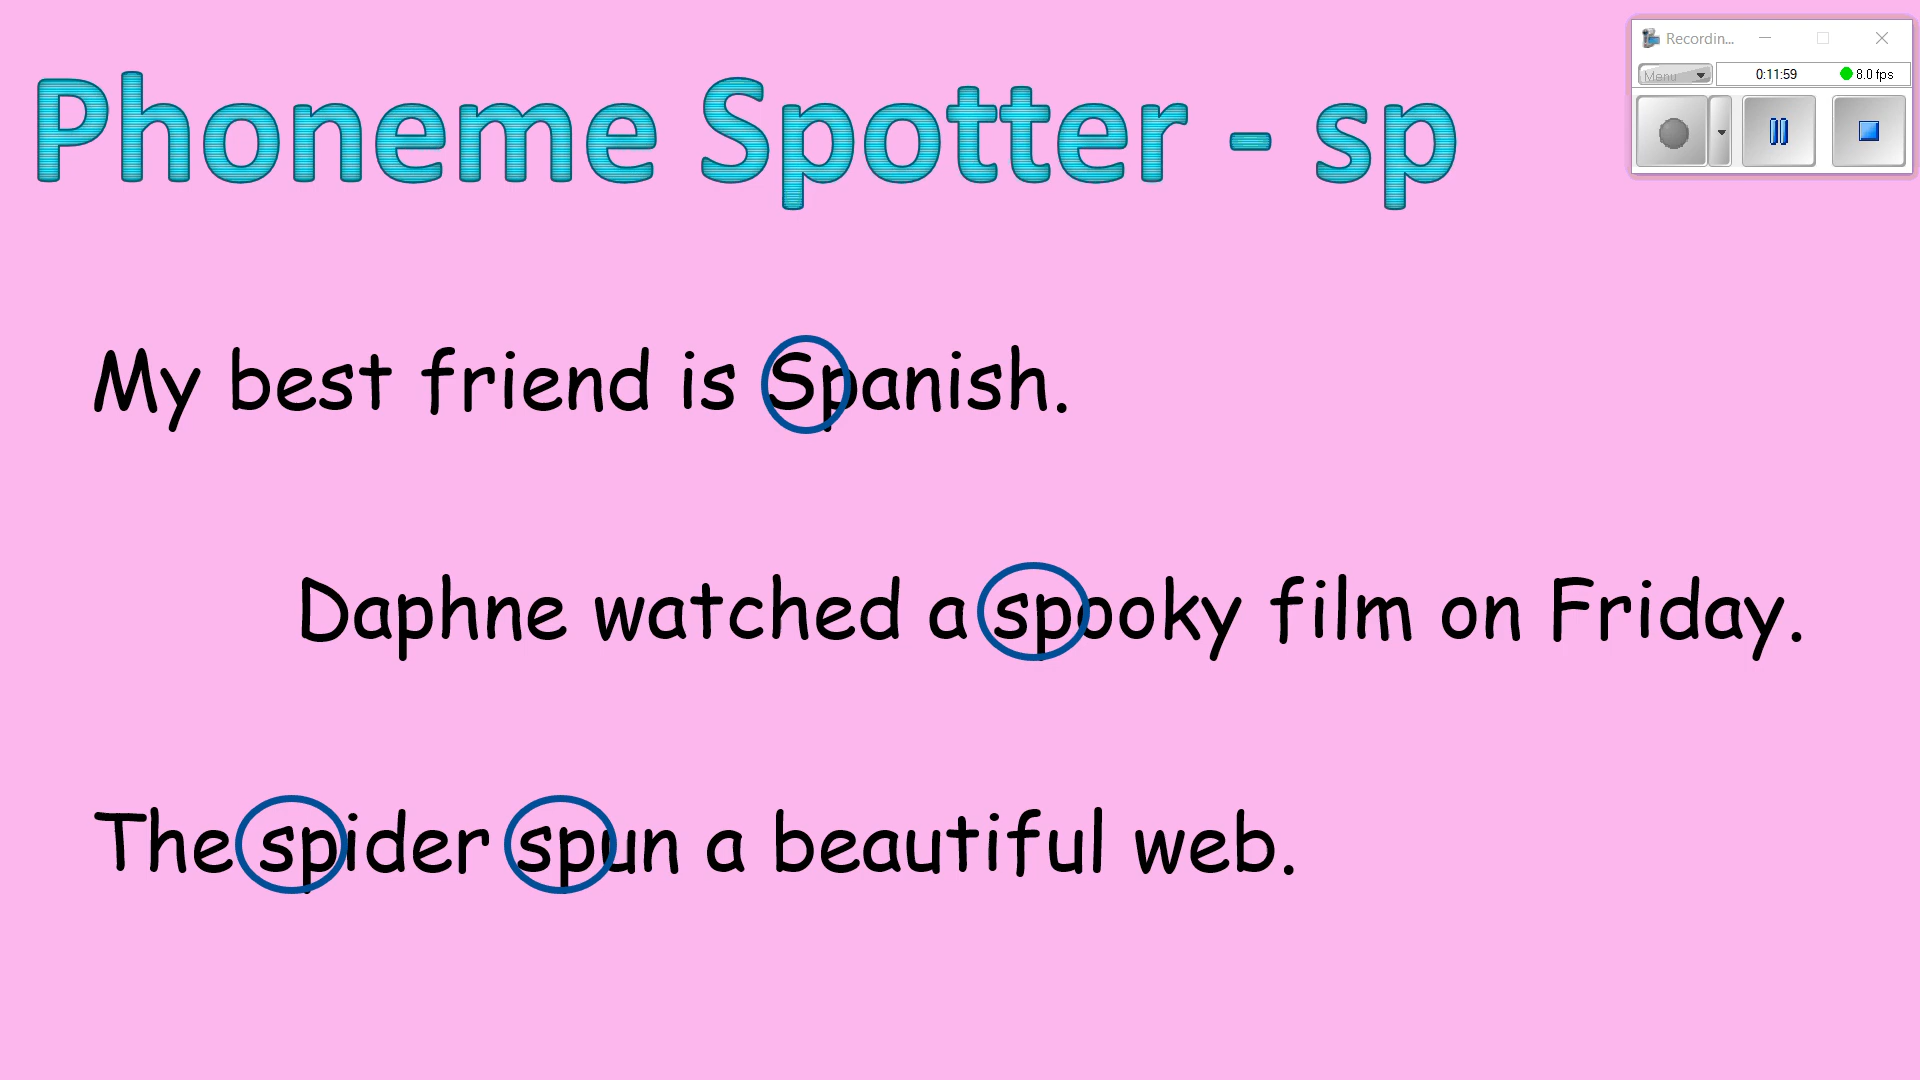 Phoneme Spotter - sp
Recordin...
Menu
0:11:59
8.0 fps
My best friend is Spanish.
Daphne watched a spooky film on Friday.
The spider spun a beautiful web.